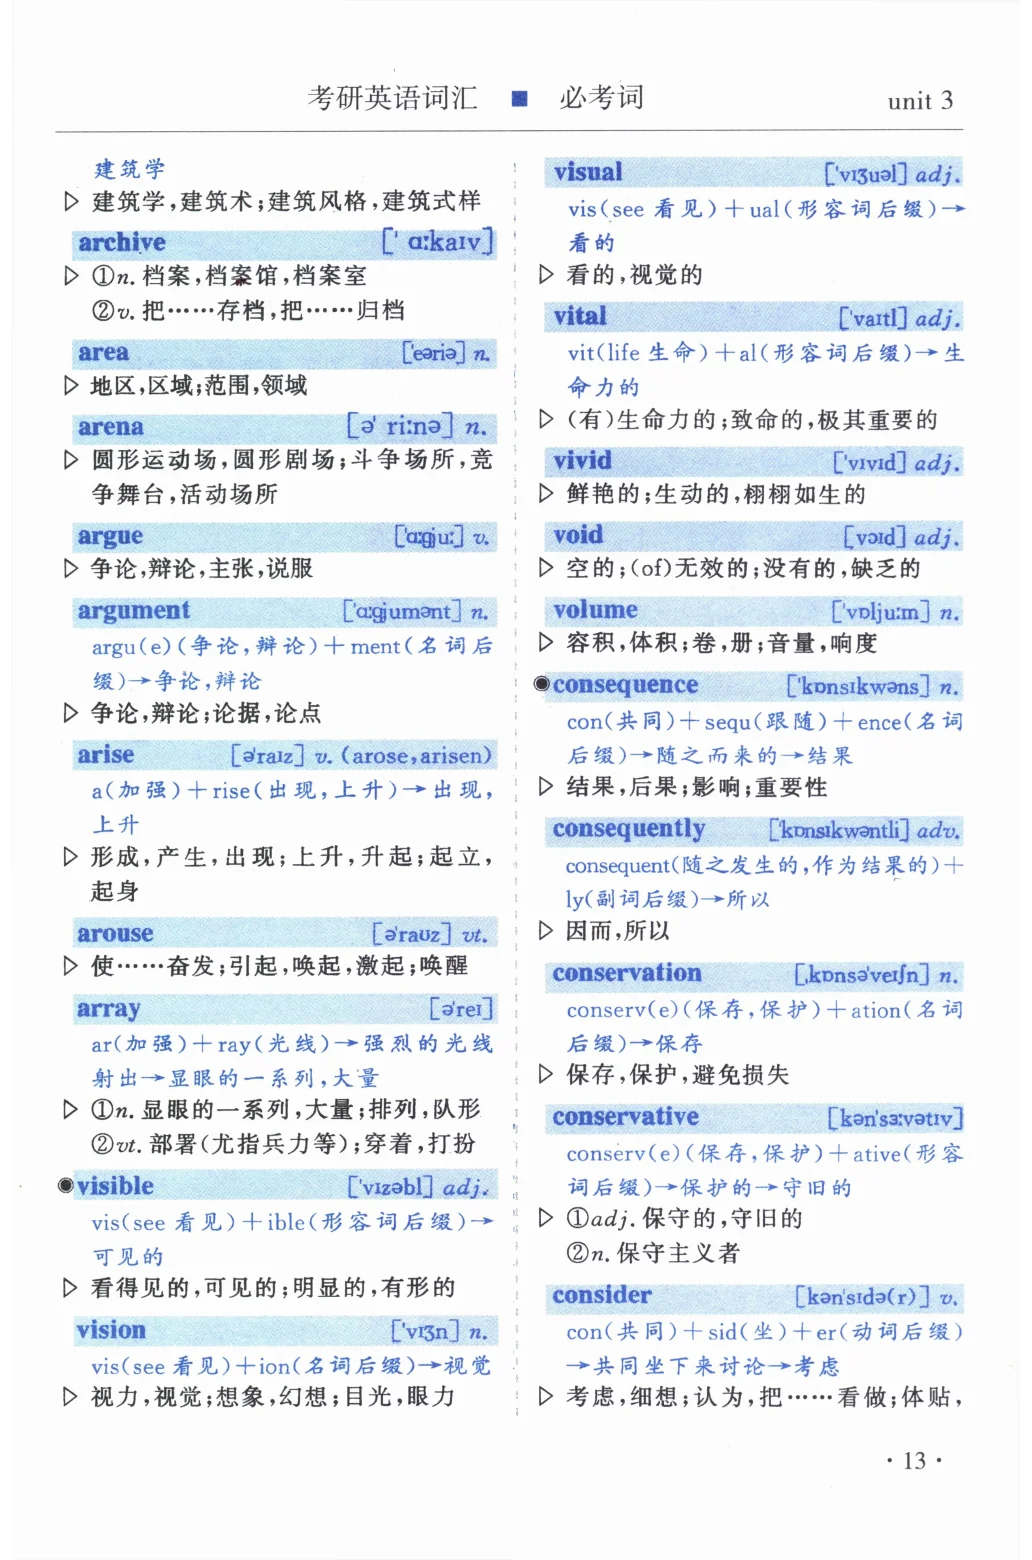 考研英语词汇 ■ 必考词 unit 3
建筑学
▷ 建筑学,建筑术;建筑风格,建筑式样
archive [' ɑ:kaɪv]
▷ ①n. 档案,档案馆,档案室
②v. 把……存档,把……归档
area ['eəriə] n.
▷ 地区,区域;范围,领域
arena [ə' ri:nə] n.
▷ 圆形运动场,圆形剧场;斗争场所,竞
争舞台,活动场所
argue ['ɑ:gju:] v.
▷ 争论,辩论,主张,说服
argument ['ɑ:gjumənt] n.
argu(e)(争论,辩论)+ment(名词后
缀)→争论,辩论
▷ 争论,辩论;论据,论点
arise [ə'raɪz] v. (arose,arisen)
a(加强)+rise(出现,上升)→出现,
上升
▷ 形成,产生,出现;上升,升起;起立,
起身
arouse [ə'raʊz] vt.
▷ 使……奋发;引起,唤起,激起;唤醒
array [ə'reɪ]
ar(加强)+ray(光线)→强烈的光线
射出→显眼的一系列,大量
▷ ①n. 显眼的一系列,大量;排列,队形
②vt. 部署(尤指兵力等);穿着,打扮
◉visible ['vɪzəbl] adj.
vis(see 看见)+ible(形容词后缀)→
可见的
▷ 看得见的,可见的;明显的,有形的
vision ['vɪʒn] n.
vis(see 看见)+ion(名词后缀)→视觉
▷ 视力,视觉;想象,幻想;目光,眼力
visual ['vɪʒuəl] adj.
vis(see 看见)+ual(形容词后缀)→
看的
▷ 看的,视觉的
vital ['vaɪtl] adj.
vit(life 生命)+al(形容词后缀)→生
命力的
▷ (有)生命力的;致命的,极其重要的
vivid ['vɪvɪd] adj.
▷ 鲜艳的;生动的,栩栩如生的
void [vɔɪd] adj.
▷ 空的;(of)无效的;没有的,缺乏的
volume ['vɒlju:m] n.
▷ 容积,体积;卷,册;音量,响度
◉consequence ['kɒnsɪkwəns] n.
con(共同)+sequ(跟随)+ence(名词
后缀)→随之而来的→结果
▷ 结果,后果;影响;重要性
consequently ['kɒnsɪkwəntli] adv.
consequent(随之发生的,作为结果的)+
ly(副词后缀)→所以
▷ 因而,所以
conservation [ˌkɒnsə'veɪʃn] n.
conserv(e)(保存,保护)+ation(名词
后缀)→保存
▷ 保存,保护,避免损失
conservative [kən'sɜ:vətɪv]
conserv(e)(保存,保护)+ative(形容
词后缀)→保护的→守旧的
▷ ①adj. 保守的,守旧的
②n. 保守主义者
consider [kən'sɪdə(r)] v.
con(共同)+sid(坐)+er(动词后缀)
→共同坐下来讨论→考虑
▷ 考虑,细想;认为,把……看做;体贴,
·13·